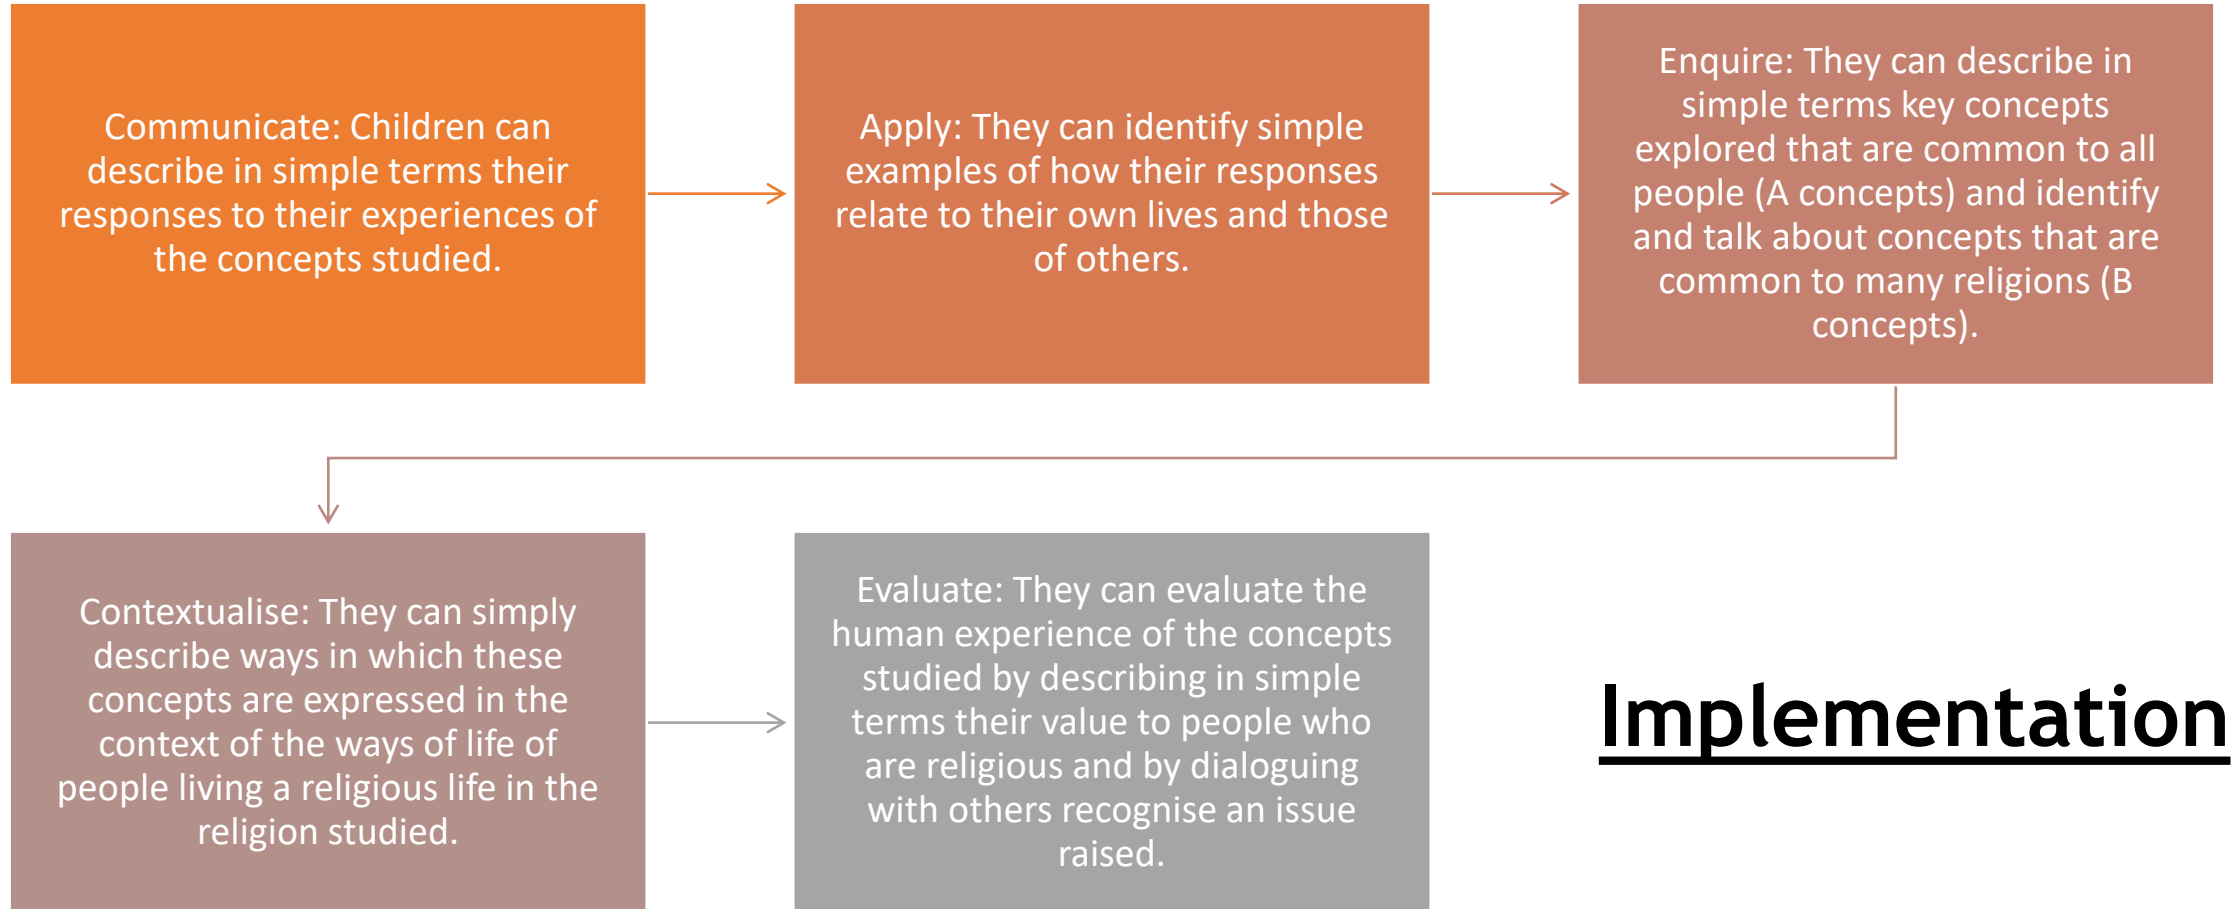 Communicate: Children can
describe in simple terms their
responses to their experiences of
the concepts studied.
Apply: They can identify simple
examples of how their responses
relate to their own lives and those
of others.
Enquire: They can describe in
simple terms key concepts
explored that are common to all
people (A concepts) and identify
and talk about concepts that are
common to many religions (B
concepts).
Contextualise: They can simply
describe ways in which these
concepts are expressed in the
context of the ways of life of
people living a religious life in the
religion studied.
Evaluate: They can evaluate the
human experience of the concepts
studied by describing in simple
terms their value to people who
are religious and by dialoguing
with others recognise an issue
raised.
Implementation